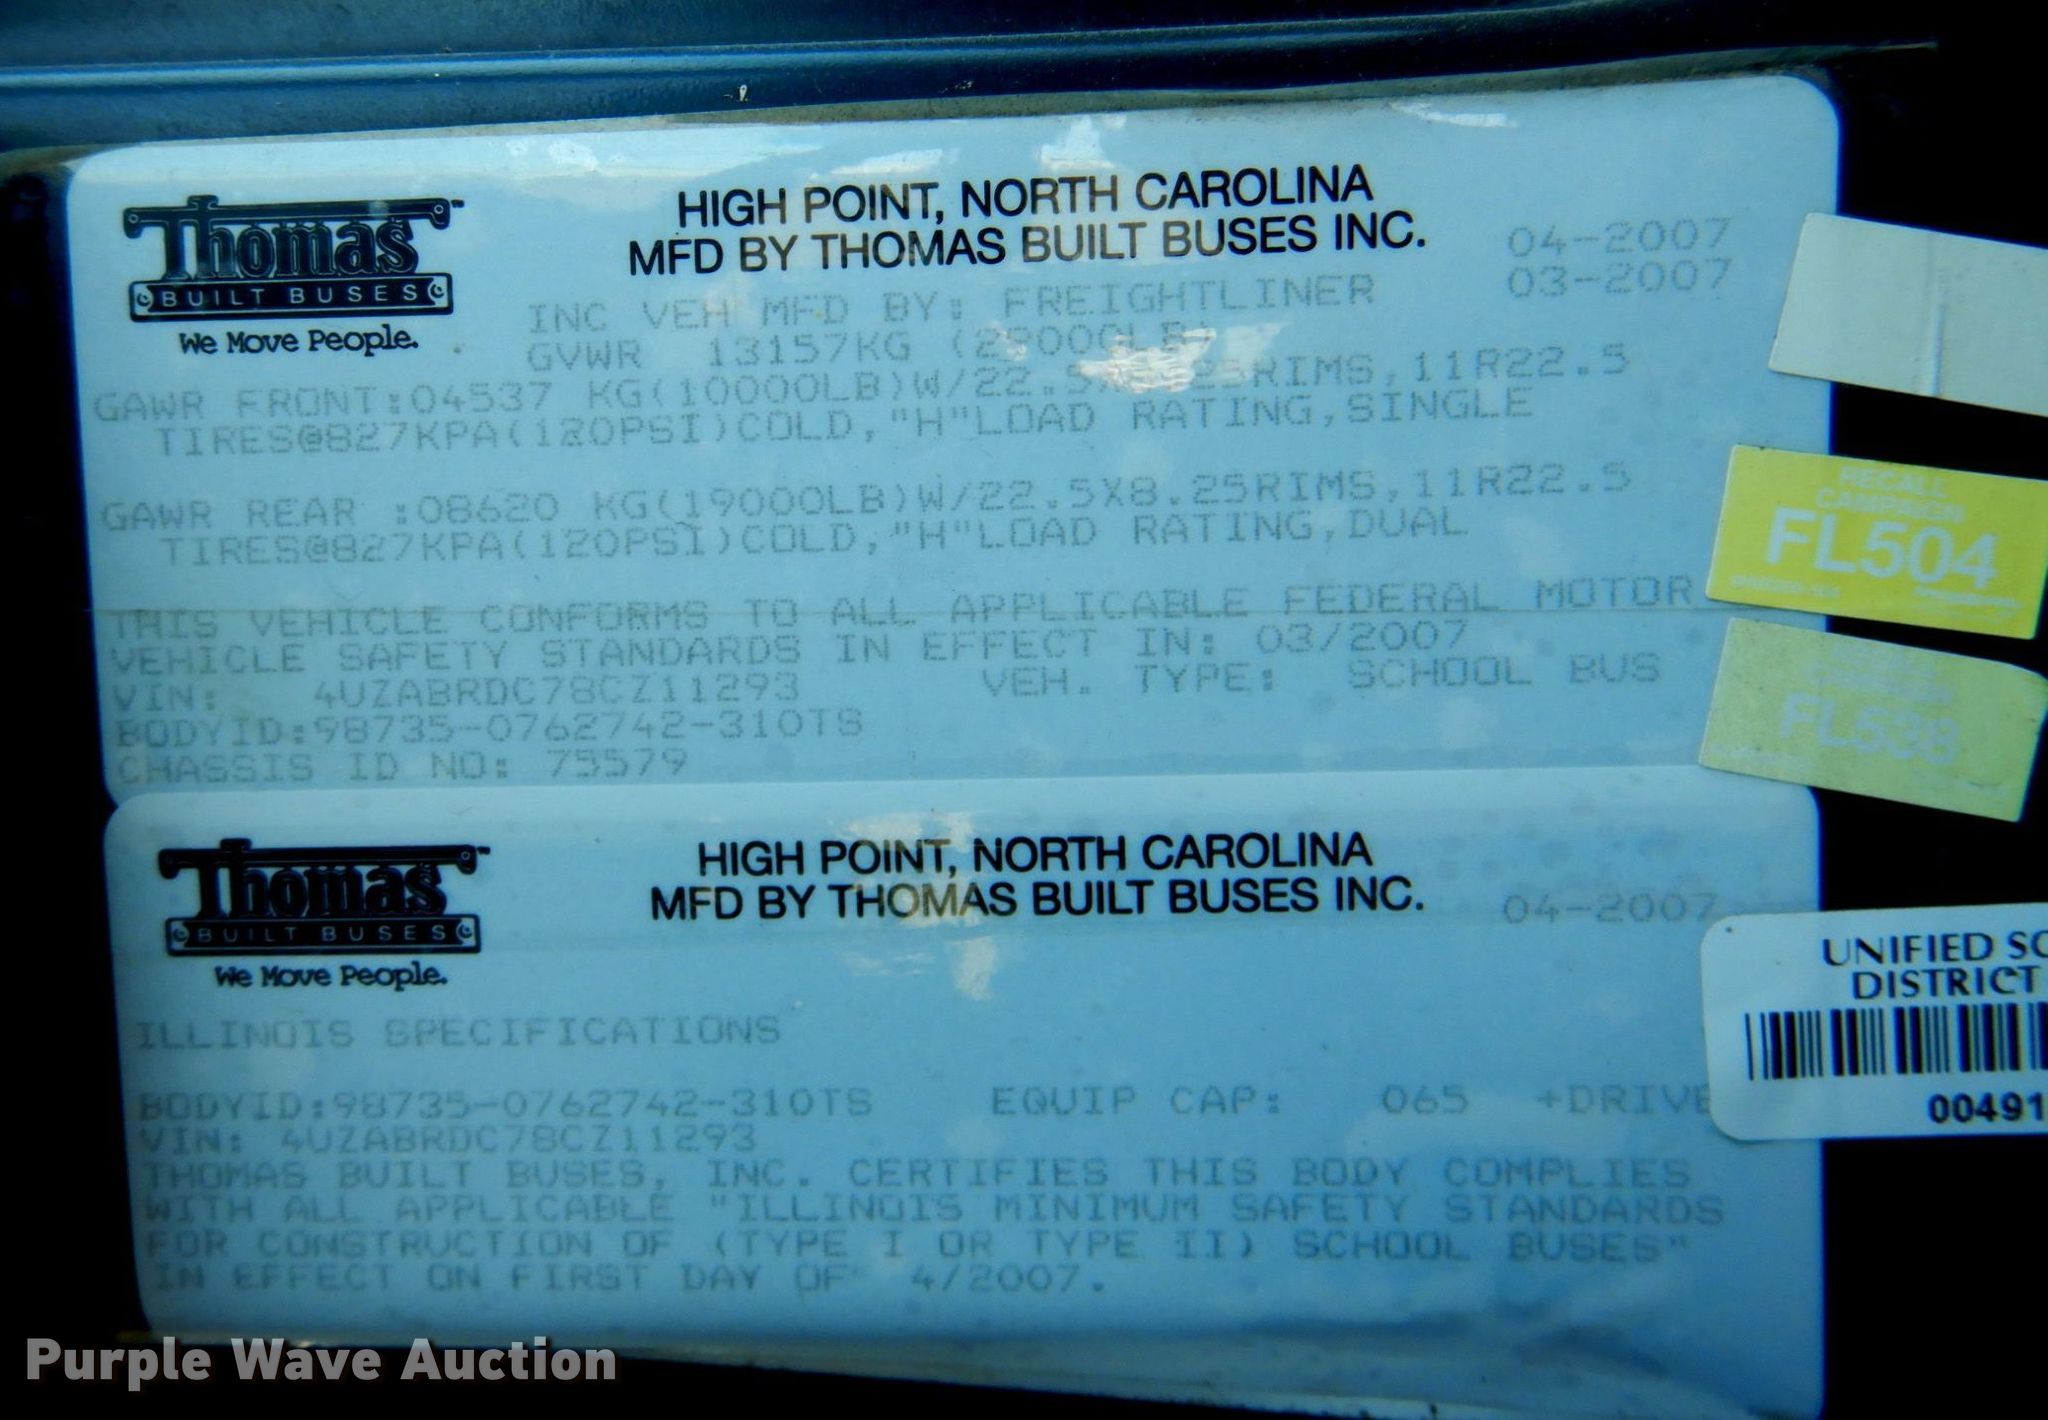 Thomas
BUILT BUSES
We Move People.
HIGH POINT, NORTH CAROLINA
MFD BY THOMAS BUILT BUSES INC.
04-2007
INC VEH MFD BY: FREIGHTLINER 03-2007
GVWR 13157KG (29000LB)
GAWR FRONT:04537 KG(10000LB)W/22.5X8.25RIMS,11R22.5
TIRES@827KPA(120PSI)COLD,"H"LOAD RATING,SINGLE
GAWR REAR :08620 KG(19000LB)W/22.5X8.25RIMS,11R22.5
TIRES@827KPA(120PSI)COLD,"H"LOAD RATING,DUAL
THIS VEHICLE CONFORMS TO ALL APPLICABLE FEDERAL MOTOR
VEHICLE SAFETY STANDARDS IN EFFECT IN: 03/2007
VIN: 4UZABRDC78CZ11293 VEH. TYPE: SCHOOL BUS
BODYID:98735-0762742-310TS
CHASSIS ID NO: 75579
RECALL
CAMPAIGN
FL504
FL538
Thomas
BUILT BUSES
We Move People.
HIGH POINT, NORTH CAROLINA
MFD BY THOMAS BUILT BUSES INC.
04-2007
ILLINOIS SPECIFICATIONS
BODYID:98735-0762742-310TS EQUIP CAP: 065 +DRIVE
VIN: 4UZABRDC78CZ11293
THOMAS BUILT BUSES, INC. CERTIFIES THIS BODY COMPLIES
WITH ALL APPLICABLE "ILLINOIS MINIMUM SAFETY STANDARDS
FOR CONSTRUCTION OF (TYPE I OR TYPE II) SCHOOL BUSES"
IN EFFECT ON FIRST DAY OF 4/2007.
UNIFIED SC
DISTRICT
00491
Purple Wave Auction